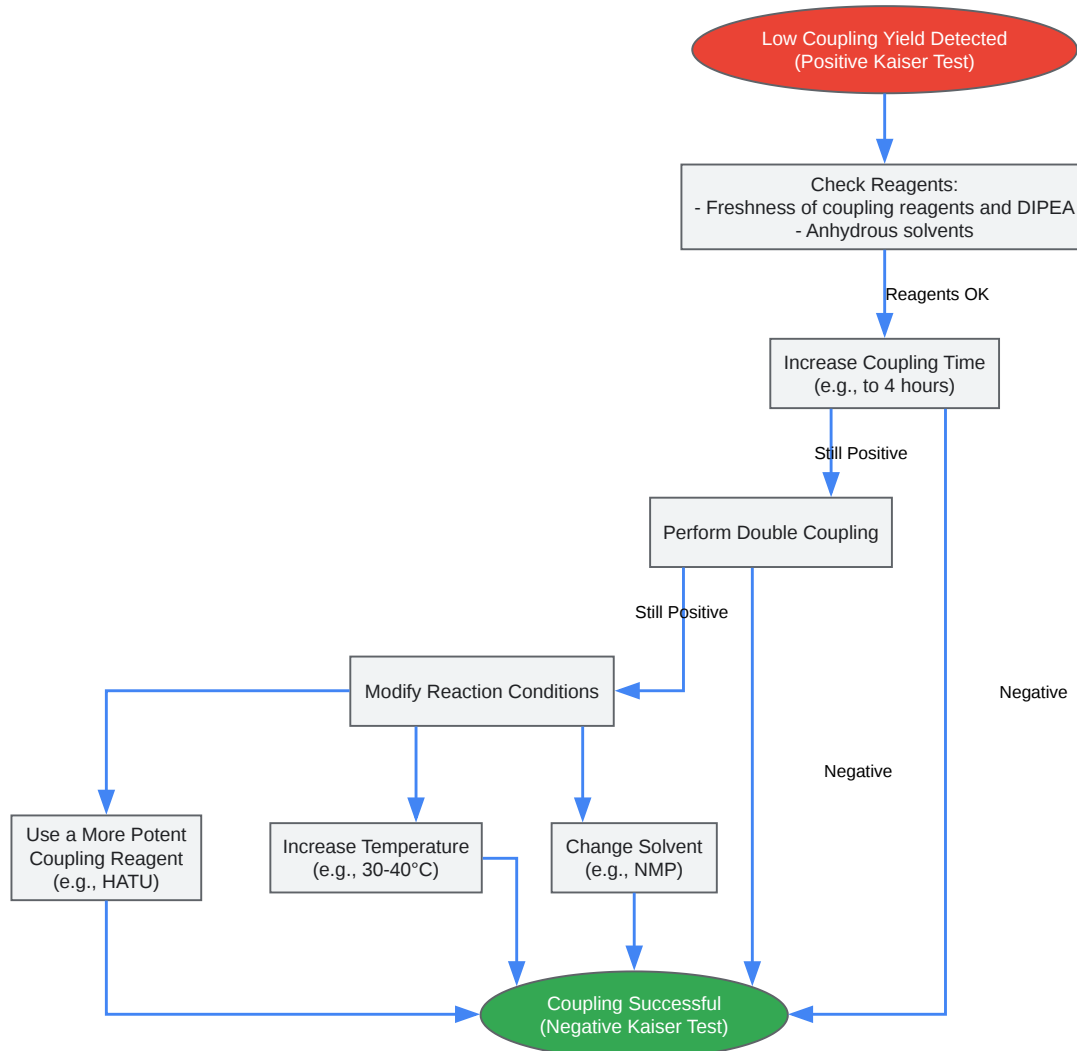 Low Coupling Yield Detected
(Positive Kaiser Test)
Check Reagents:
- Freshness of coupling reagents and DIPEA
- Anhydrous solvents
Reagents OK
Increase Coupling Time
(e.g., to 4 hours)
Still Positive
Perform Double Coupling
Still Positive
Modify Reaction Conditions
Negative
Negative
Use a More Potent
Coupling Reagent
(e.g., HATU)
Increase Temperature
(e.g., 30-40°C)
Change Solvent
(e.g., NMP)
Coupling Successful
(Negative Kaiser Test)